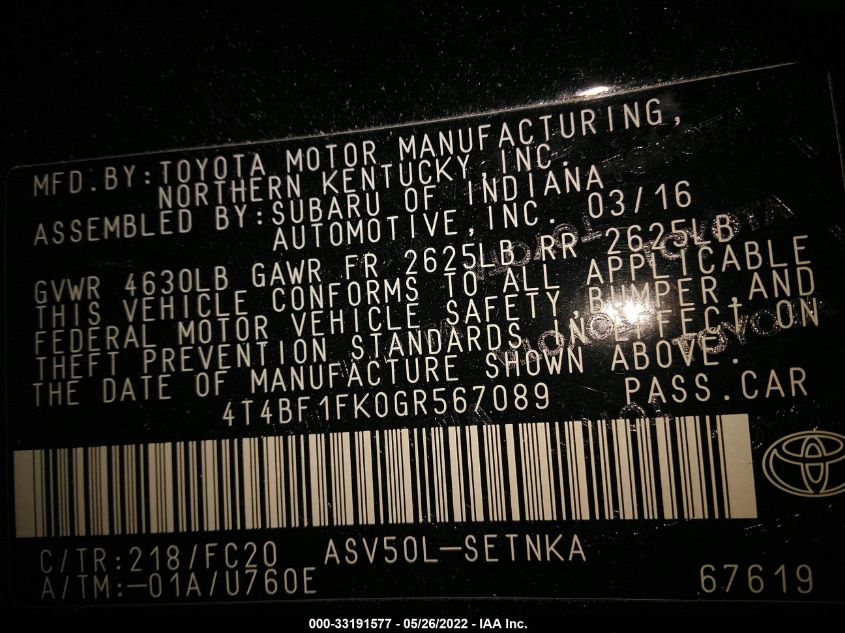 MFD.BY:TOYOTA MOTOR MANUFACTURING,
NORTHERN KENTUCKY,INC.
ASSEMBLED BY:SUBARU OF INDIANA
AUTOMOTIVE,INC. 03/16
GVWR 4630LB GAWR FR 2625LB RR 2625LB
THIS VEHICLE CONFORMS TO ALL APPLICABLE
FEDERAL MOTOR VEHICLE SAFETY,BUMPER,AND
THEFT PREVENTION STANDARDS IN EFFECT ON
THE DATE OF MANUFACTURE SHOWN ABOVE.
4T4BF1FK0GR567089 PASS.CAR
C/TR:218/FC20 ASV50L-SETNKA
A/TM:-01A/U760E 67619
000-33191577 - 05/26/2022 - IAA Inc.